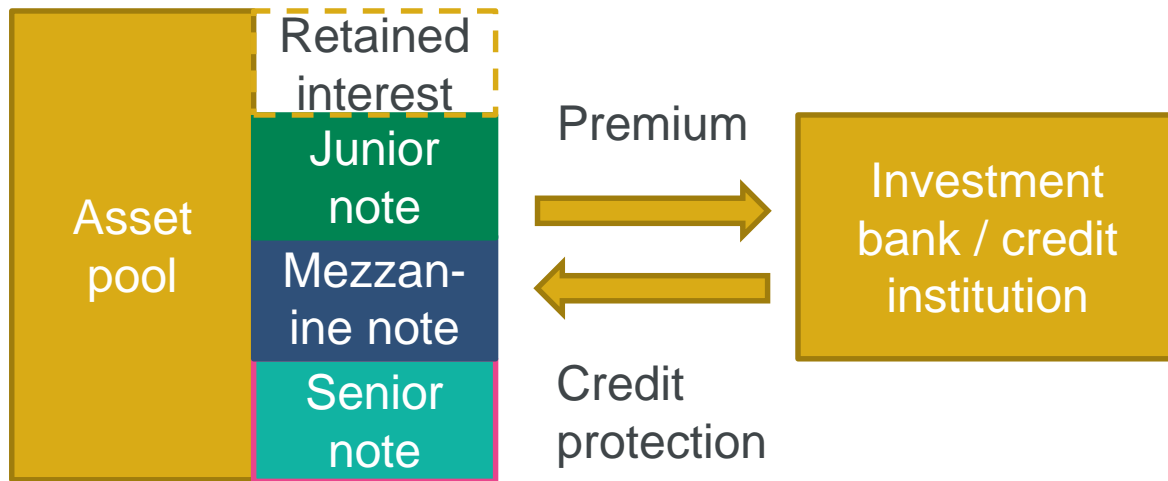 Asset
pool
Retained
interest
Junior
note
Mezzan-
ine note
Senior
note
Premium
Credit
protection
Investment
bank / credit
institution